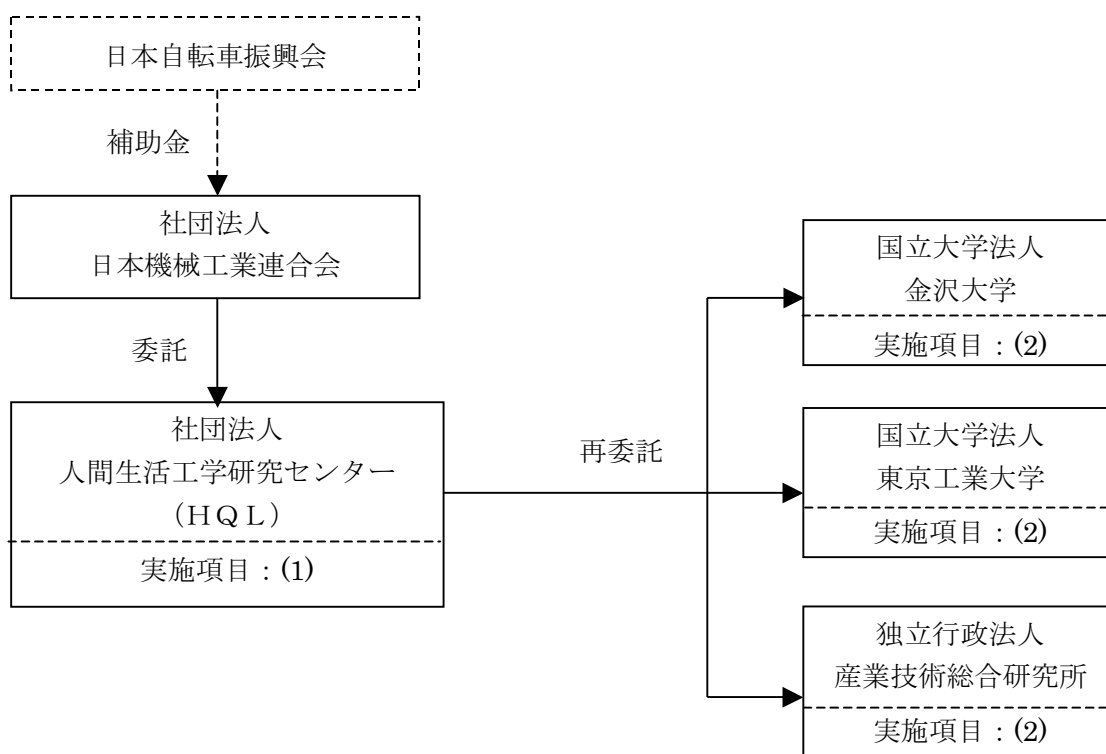 日本自転車振興会
補助金
社団法人
日本機械工業連合会
委託
社団法人
人間生活工学研究センター
（ＨＱＬ）
実施項目：(1)
再委託
国立大学法人
金沢大学
実施項目：(2)
国立大学法人
東京工業大学
実施項目：(2)
独立行政法人
産業技術総合研究所
実施項目：(2)